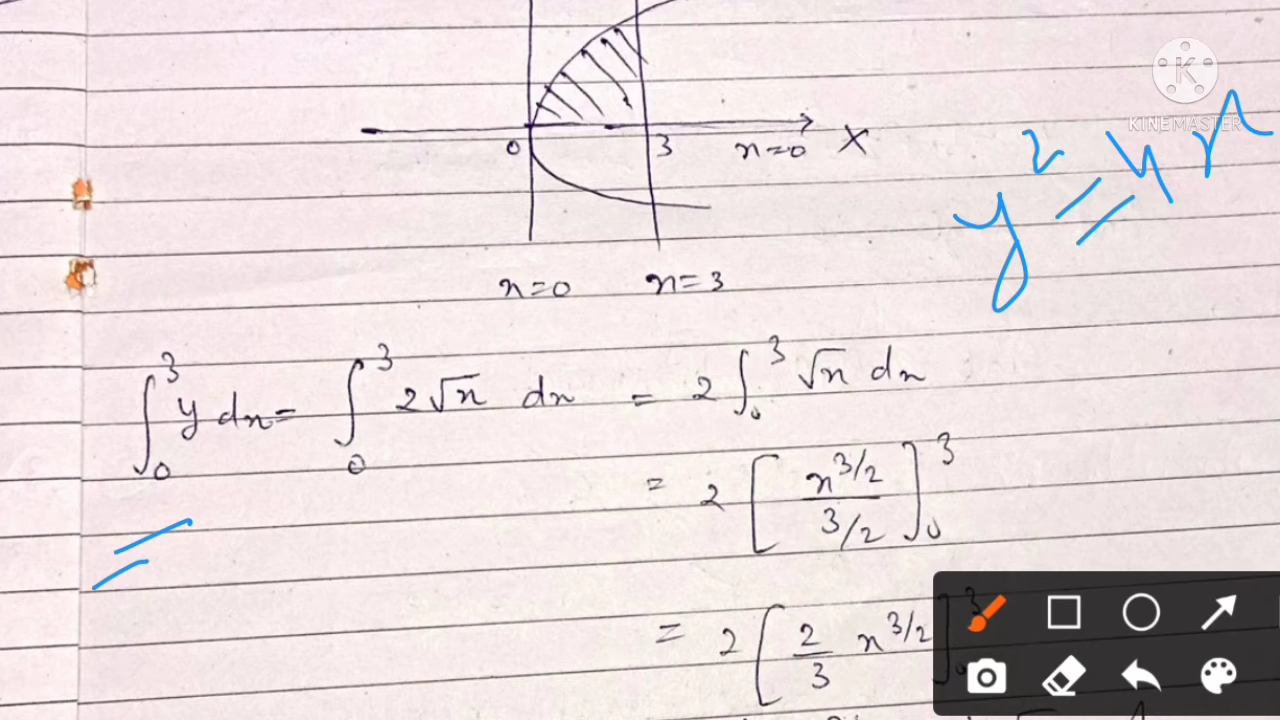 KINEMASTER
y² = 4x
0 3 x=0 X
x=0 x=3
∫₀³ y dx = ∫₀³ 2√x dx = 2 ∫₀³ √x dx
= 2 [ x^3/2 / 3/2 ]₀³
= 2 [ 2/3 x^3/2 ]₀³